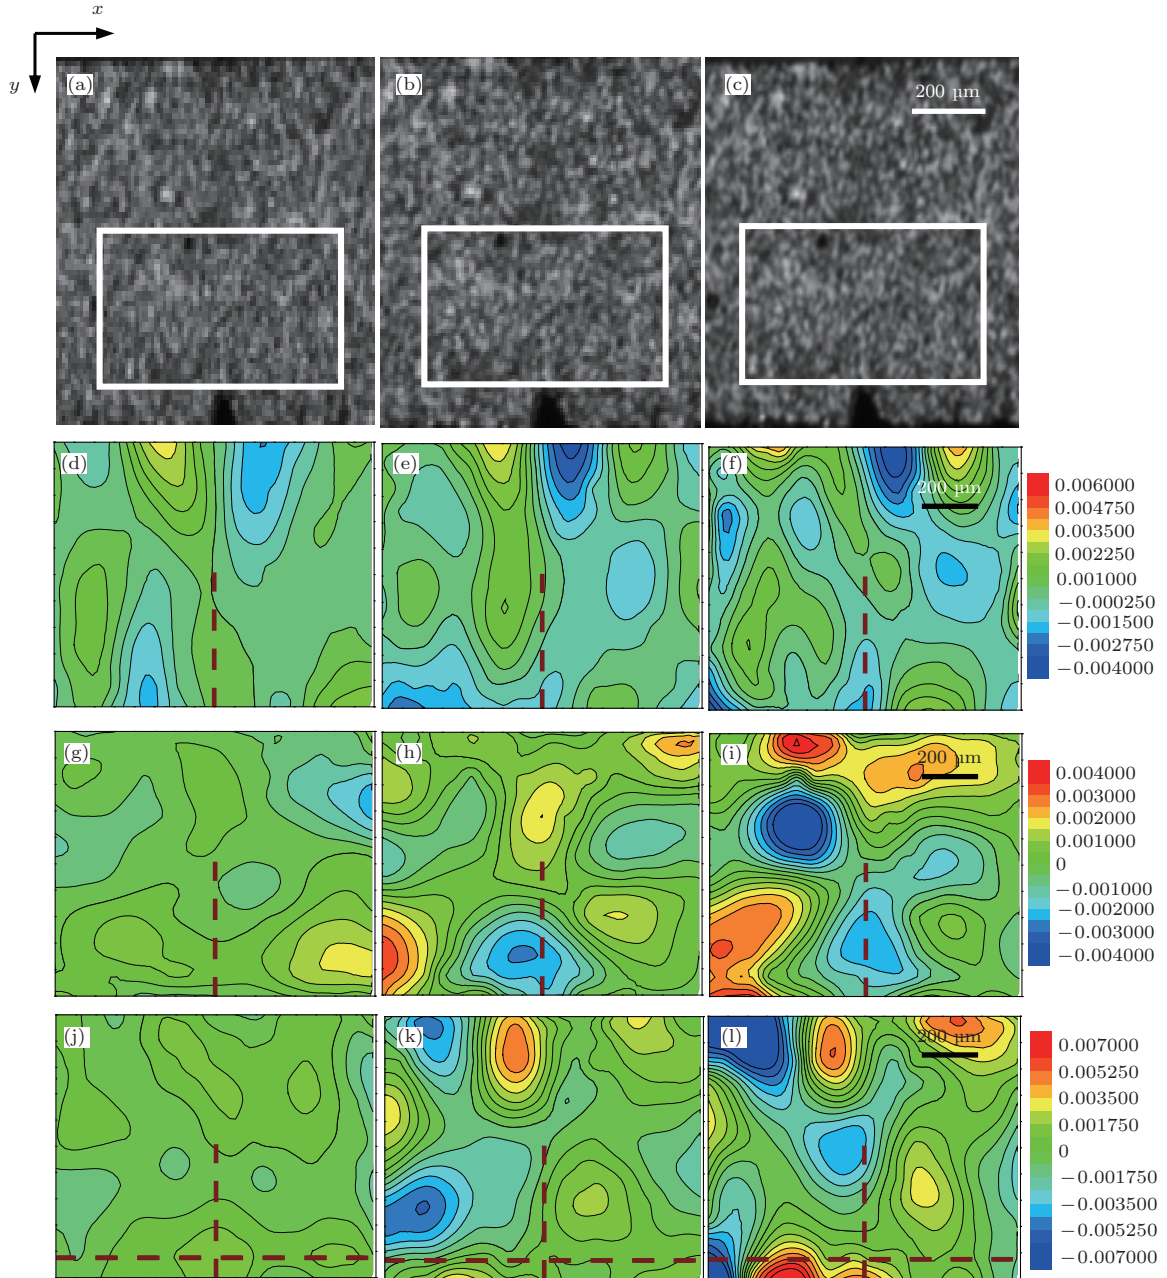 x
y
(a)
(b)
(c)
200 µm
(d)
(e)
(f)
200 µm
0.006000
0.004750
0.003500
0.002250
0.001000
−0.000250
−0.001500
−0.002750
−0.004000
(g)
(h)
(i)
200 µm
0.004000
0.003000
0.002000
0.001000
0
−0.001000
−0.002000
−0.003000
−0.004000
(j)
(k)
(l)
200 µm
0.007000
0.005250
0.003500
0.001750
0
−0.001750
−0.003500
−0.005250
−0.007000